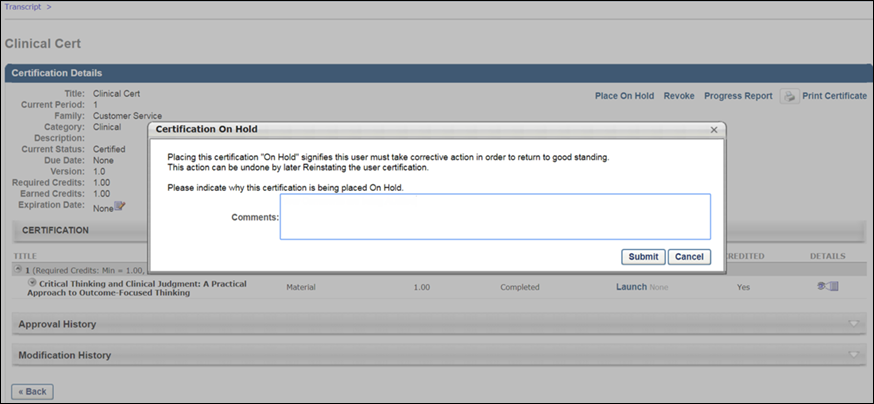 Transcript >
Clinical Cert
Certification Details
Place On Hold Revoke Progress Report Print Certificate
Title: Clinical Cert
Current Period: 1
Family: Customer Service
Category: Clinical
Description:
Current Status: Certified
Due Date: None
Version: 1.0
Required Credits: 1.00
Earned Credits: 1.00
Expiration Date: None
Certification On Hold
Placing this certification "On Hold" signifies this user must take corrective action in order to return to good standing.
This action can be undone by later Reinstating the user certification.
Please indicate why this certification is being placed On Hold.
Comments:
Submit Cancel
CERTIFICATION
TITLE CREDITED DETAILS
1 (Required Credits: Min = 1.00,
Critical Thinking and Clinical Judgment: A Practical Material 1.00 Completed Launch None Yes
Approach to Outcome-Focused Thinking
Approval History
Modification History
« Back